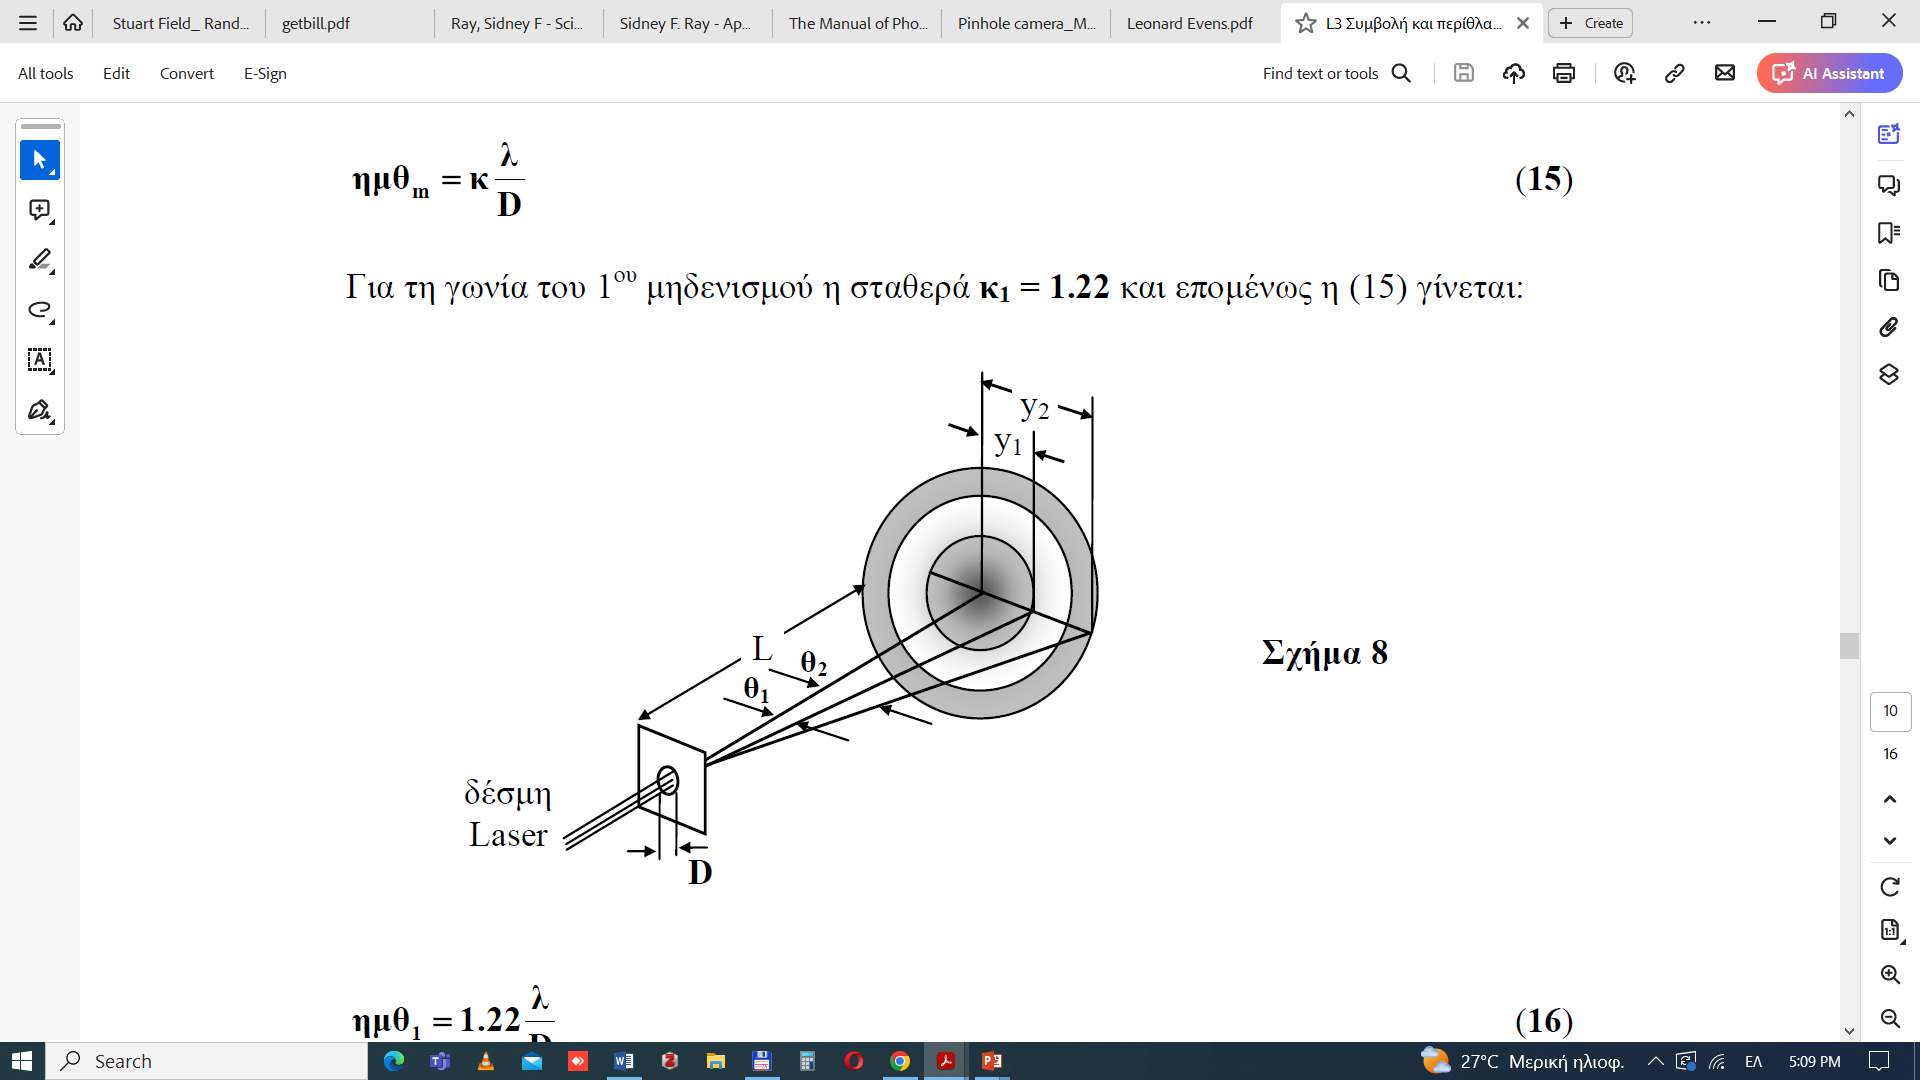 Stuart Field_ Rand...
getbill.pdf
Ray, Sidney F - Sci...
Sidney F. Ray - Ap...
The Manual of Pho...
Pinhole camera_M...
Leonard Evens.pdf
L3 Συμβολή και περίθλα...
Create
All tools
Edit
Convert
E-Sign
Find text or tools
AI Assistant
ημθm = κ λ/D (15)
Για τη γωνία του 1ου μηδενισμού η σταθερά κ1 = 1.22 και επομένως η (15) γίνεται:
y2
y1
L
θ2
θ1
Σχήμα 8
δέσμη
Laser
D
ημθ1 = 1.22 λ/D (16)
10
16
Search
27°C Μερική ηλιοφ.
ΕΛ
5:09 PM